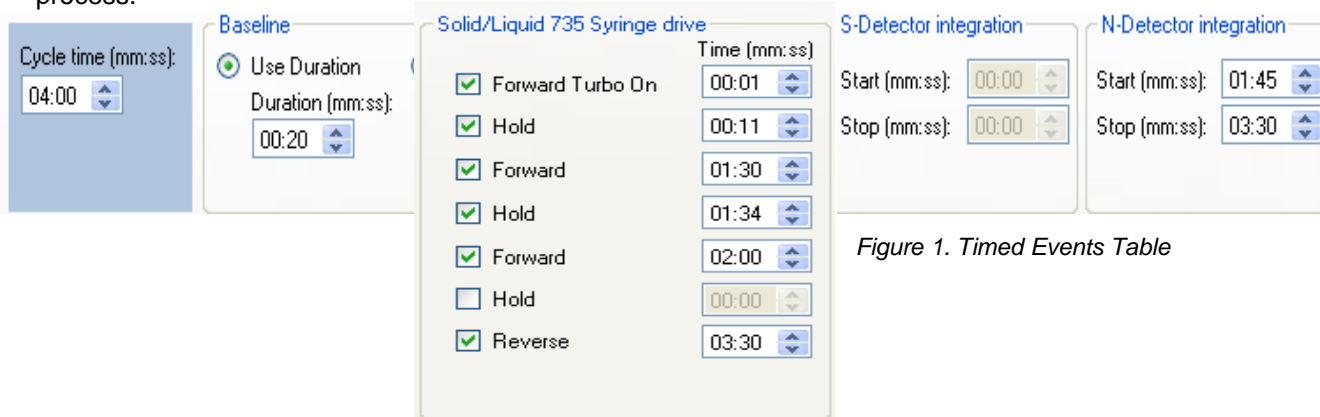 process.
Cycle time (mm:ss):
04:00
Baseline
Use Duration
Duration (mm:ss):
00:20
Solid/Liquid 735 Syringe drive
Time (mm:ss)
Forward Turbo On 00:01
Hold 00:11
Forward 01:30
Hold 01:34
Forward 02:00
Hold 00:00
Reverse 03:30
S-Detector integration
Start (mm:ss): 00:00
Stop (mm:ss): 00:00
N-Detector integration
Start (mm:ss): 01:45
Stop (mm:ss): 03:30
Figure 1. Timed Events Table